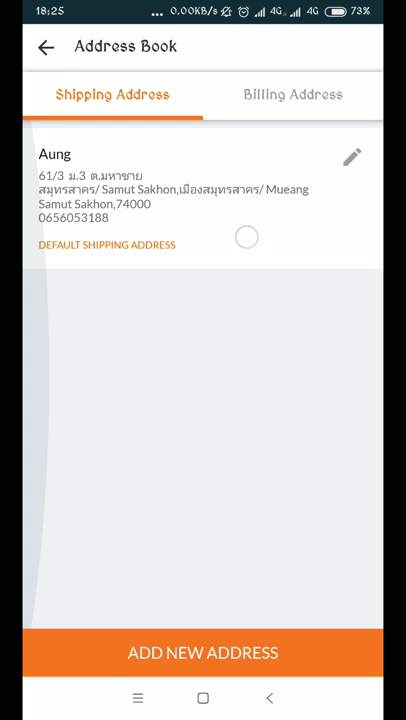 18:25 ... 0.00KB/s 4G 4G 73%
Address Book
Shipping Address Billing Address
Aung
61/3 ม.3 ต.มหาชาย
สมุทรสาคร/ Samut Sakhon,เมืองสมุทรสาคร/ Mueang
Samut Sakhon,74000
0656053188
DEFAULT SHIPPING ADDRESS
ADD NEW ADDRESS